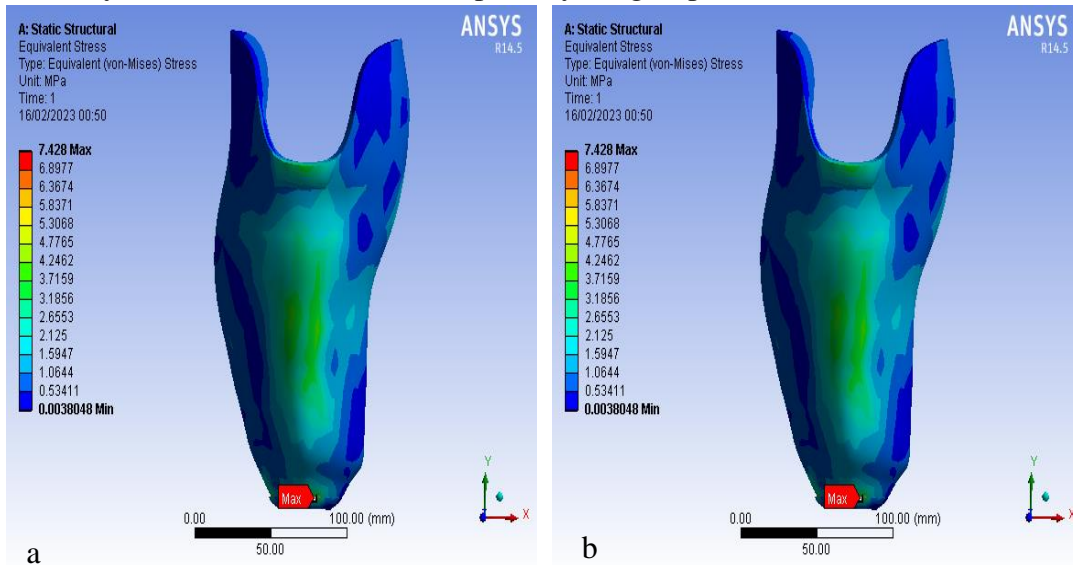 A: Static Structural
Equivalent Stress
Type: Equivalent (von-Mises) Stress
Unit: MPa
Time: 1
16/02/2023 00:50
ANSYS
R14.5
7.428 Max
6.8977
6.3674
5.8371
5.3068
4.7765
4.2462
3.7159
3.1856
2.6553
2.125
1.5947
1.0644
0.53411
0.0038048 Min
Max
0.00
100.00 (mm)
50.00
Y
X
a
A: Static Structural
Equivalent Stress
Type: Equivalent (von-Mises) Stress
Unit: MPa
Time: 1
16/02/2023 00:50
ANSYS
R14.5
7.428 Max
6.8977
6.3674
5.8371
5.3068
4.7765
4.2462
3.7159
3.1856
2.6553
2.125
1.5947
1.0644
0.53411
0.0038048 Min
Max
0.00
100.00 (mm)
50.00
Y
X
b